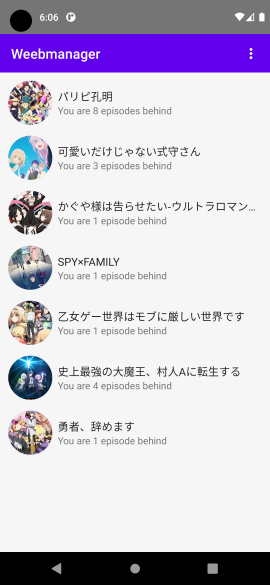 6:06
Weebmanager
パリピ孔明
You are 8 episodes behind
可愛いだけじゃない式守さん
You are 3 episodes behind
かぐや様は告らせたい-ウルトラロマン…
You are 1 episode behind
SPY×FAMILY
You are 1 episode behind
乙女ゲー世界はモブに厳しい世界です
You are 1 episode behind
史上最強の大魔王、村人Aに転生する
You are 4 episodes behind
勇者、辞めます
You are 1 episode behind